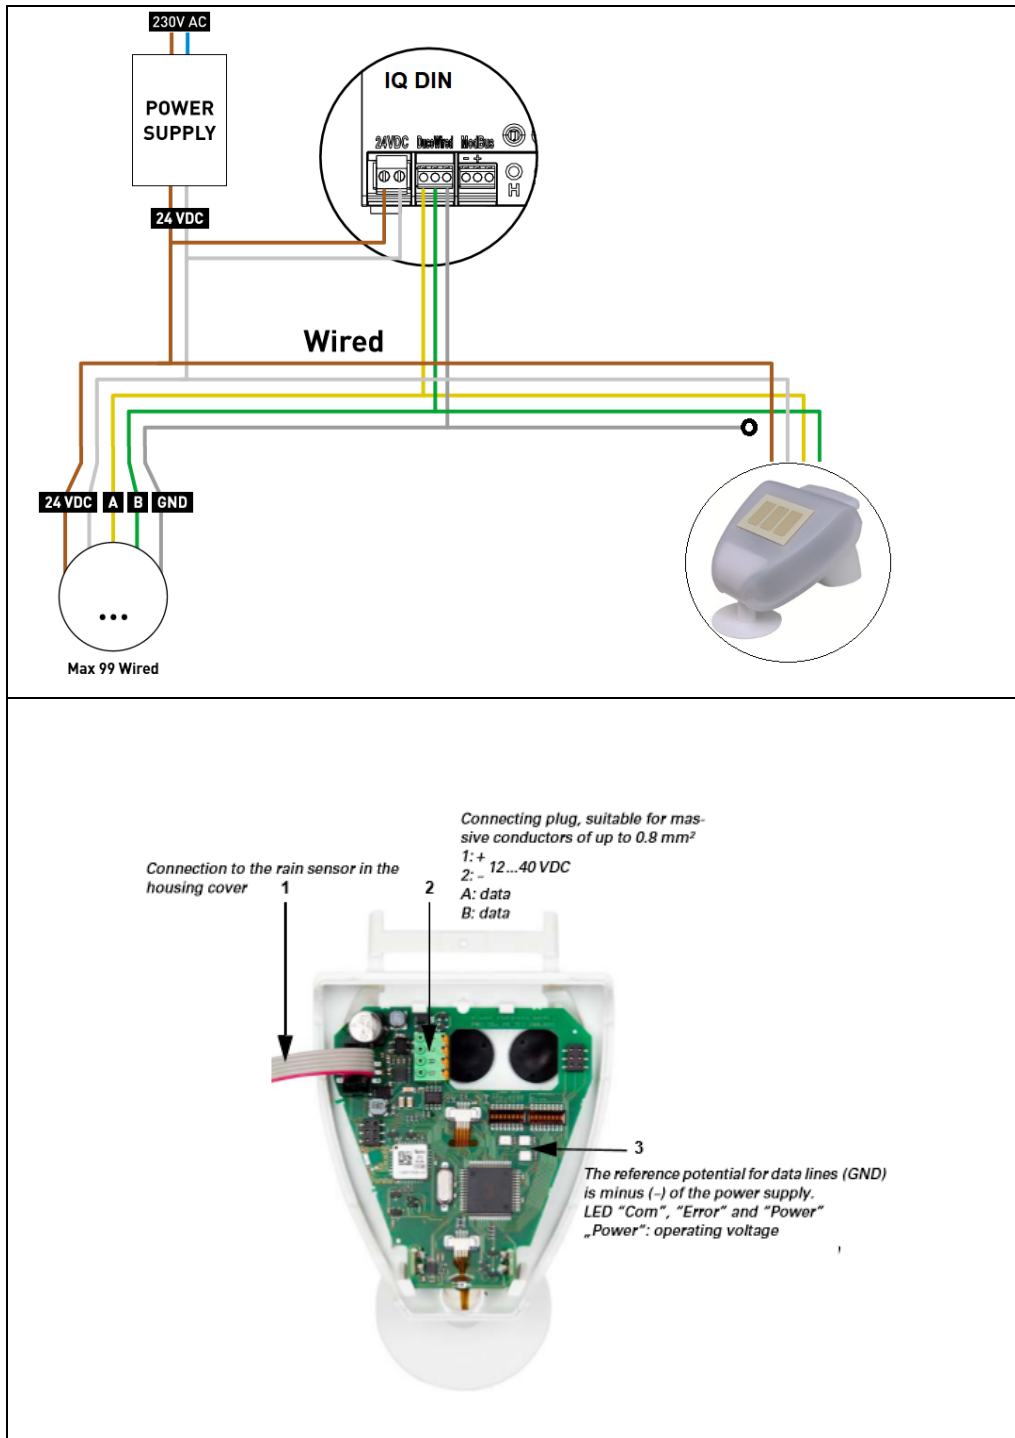 230V AC
POWER
SUPPLY
24 VDC
IQ DIN
24VDC DucoWired ModBus
- +
H
Wired
24 VDC A B GND
...
Max 99 Wired
Connecting plug, suitable for mas-
sive conductors of up to 0.8 mm²
1: +
2: – 12...40 VDC
A: data
B: data
Connection to the rain sensor in the
housing cover 1
2
3
The reference potential for data lines (GND)
is minus (–) of the power supply.
LED “Com”, “Error” and “Power”
„Power”: operating voltage